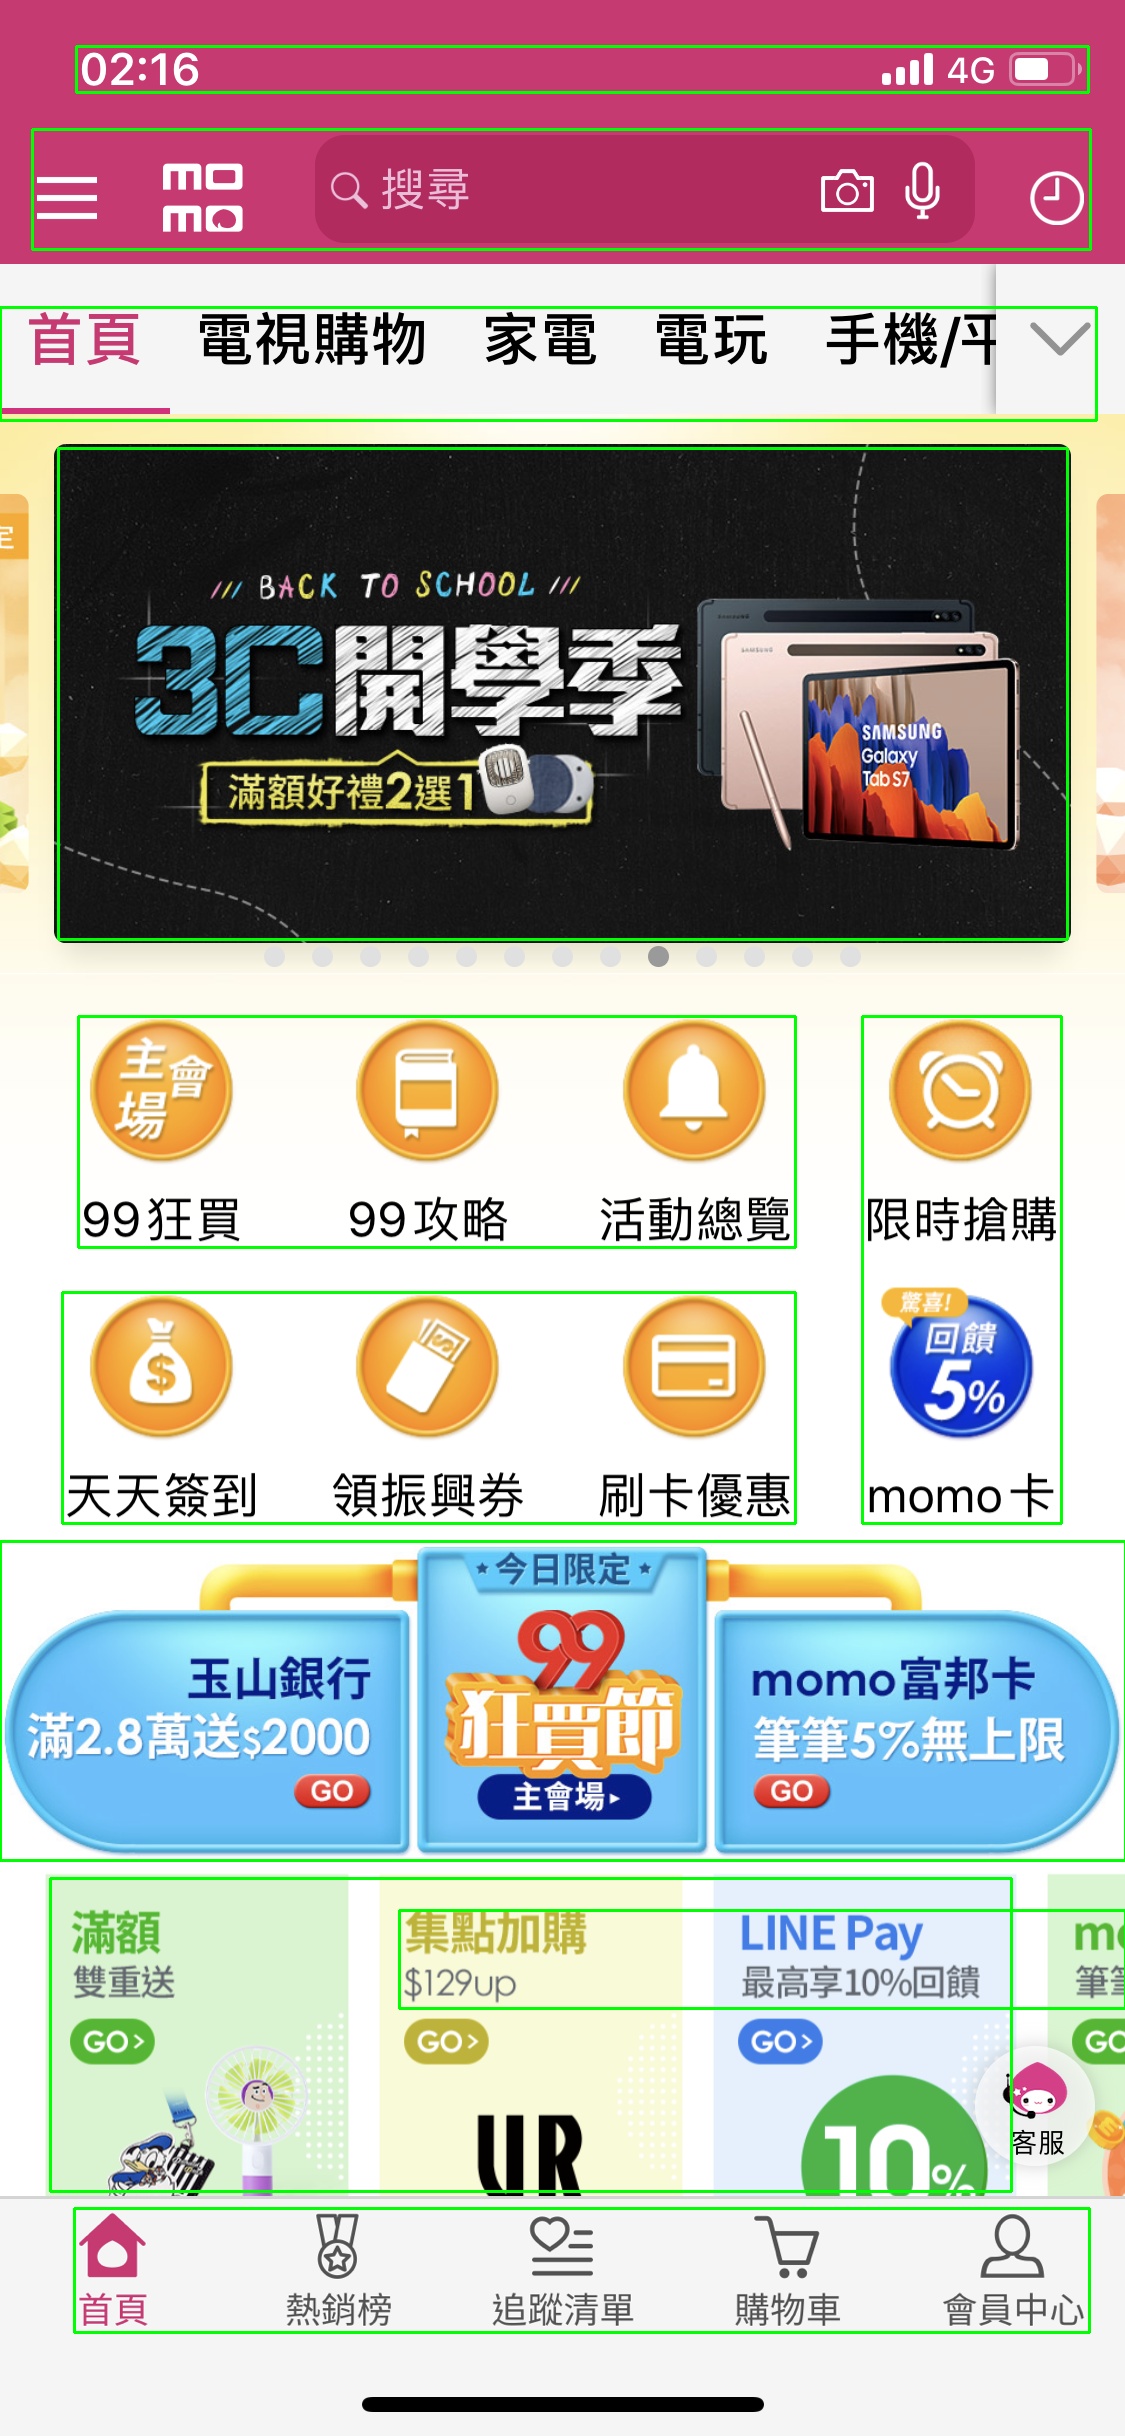 02:16 4G
momo 搜尋
首頁 電視購物 家電 電玩 手機/平
BACK TO SCHOOL
3C開學季
滿額好禮2選1
SAMSUNG
Galaxy
Tab S7
主會場
99狂買 99攻略 活動總覽 限時搶購
驚喜!
回饋
5%
天天簽到 領振興券 刷卡優惠 momo卡
今日限定
99
狂買節
主會場
玉山銀行
滿2.8萬送$2000
GO
momo富邦卡
筆筆5%無上限
GO
滿額 集點加購 LINE Pay
雙重送 $129up 最高享10%回饋
GO> GO> GO>
UR 10%
客服
首頁 熱銷榜 追蹤清單 購物車 會員中心